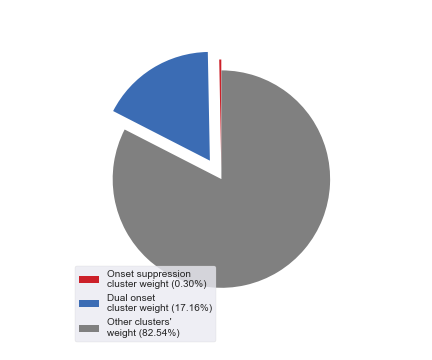 Onset suppression
cluster weight (0.30%)
Dual onset
cluster weight (17.16%)
Other clusters'
weight (82.54%)